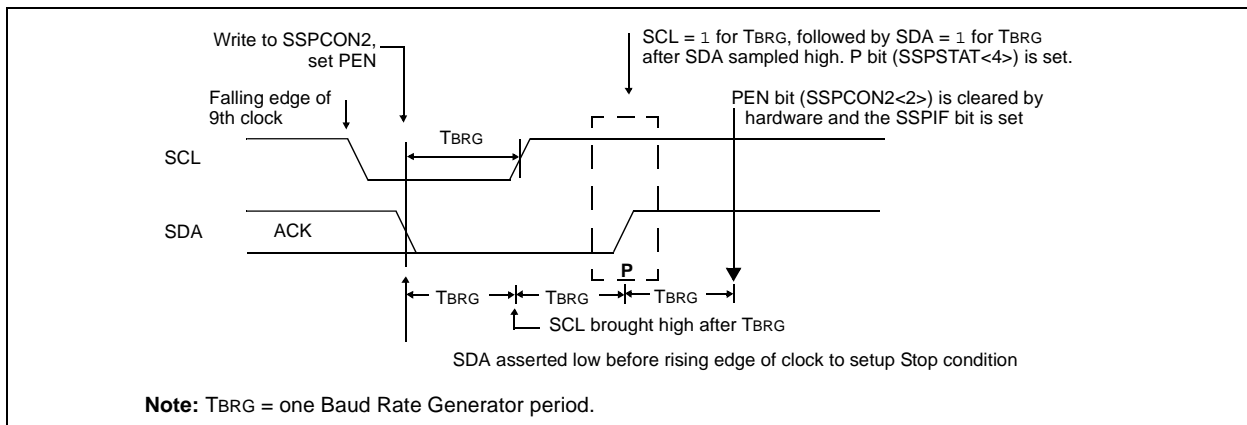 Write to SSPCON2,
set PEN
SCL = 1 for TBRG, followed by SDA = 1 for TBRG
after SDA sampled high. P bit (SSPSTAT<4>) is set.
Falling edge of
9th clock
PEN bit (SSPCON2<2>) is cleared by
hardware and the SSPIF bit is set
TBRG
SCL
SDA
ACK
P
TBRG
TBRG
TBRG
SCL brought high after TBRG
SDA asserted low before rising edge of clock to setup Stop condition
Note: TBRG = one Baud Rate Generator period.